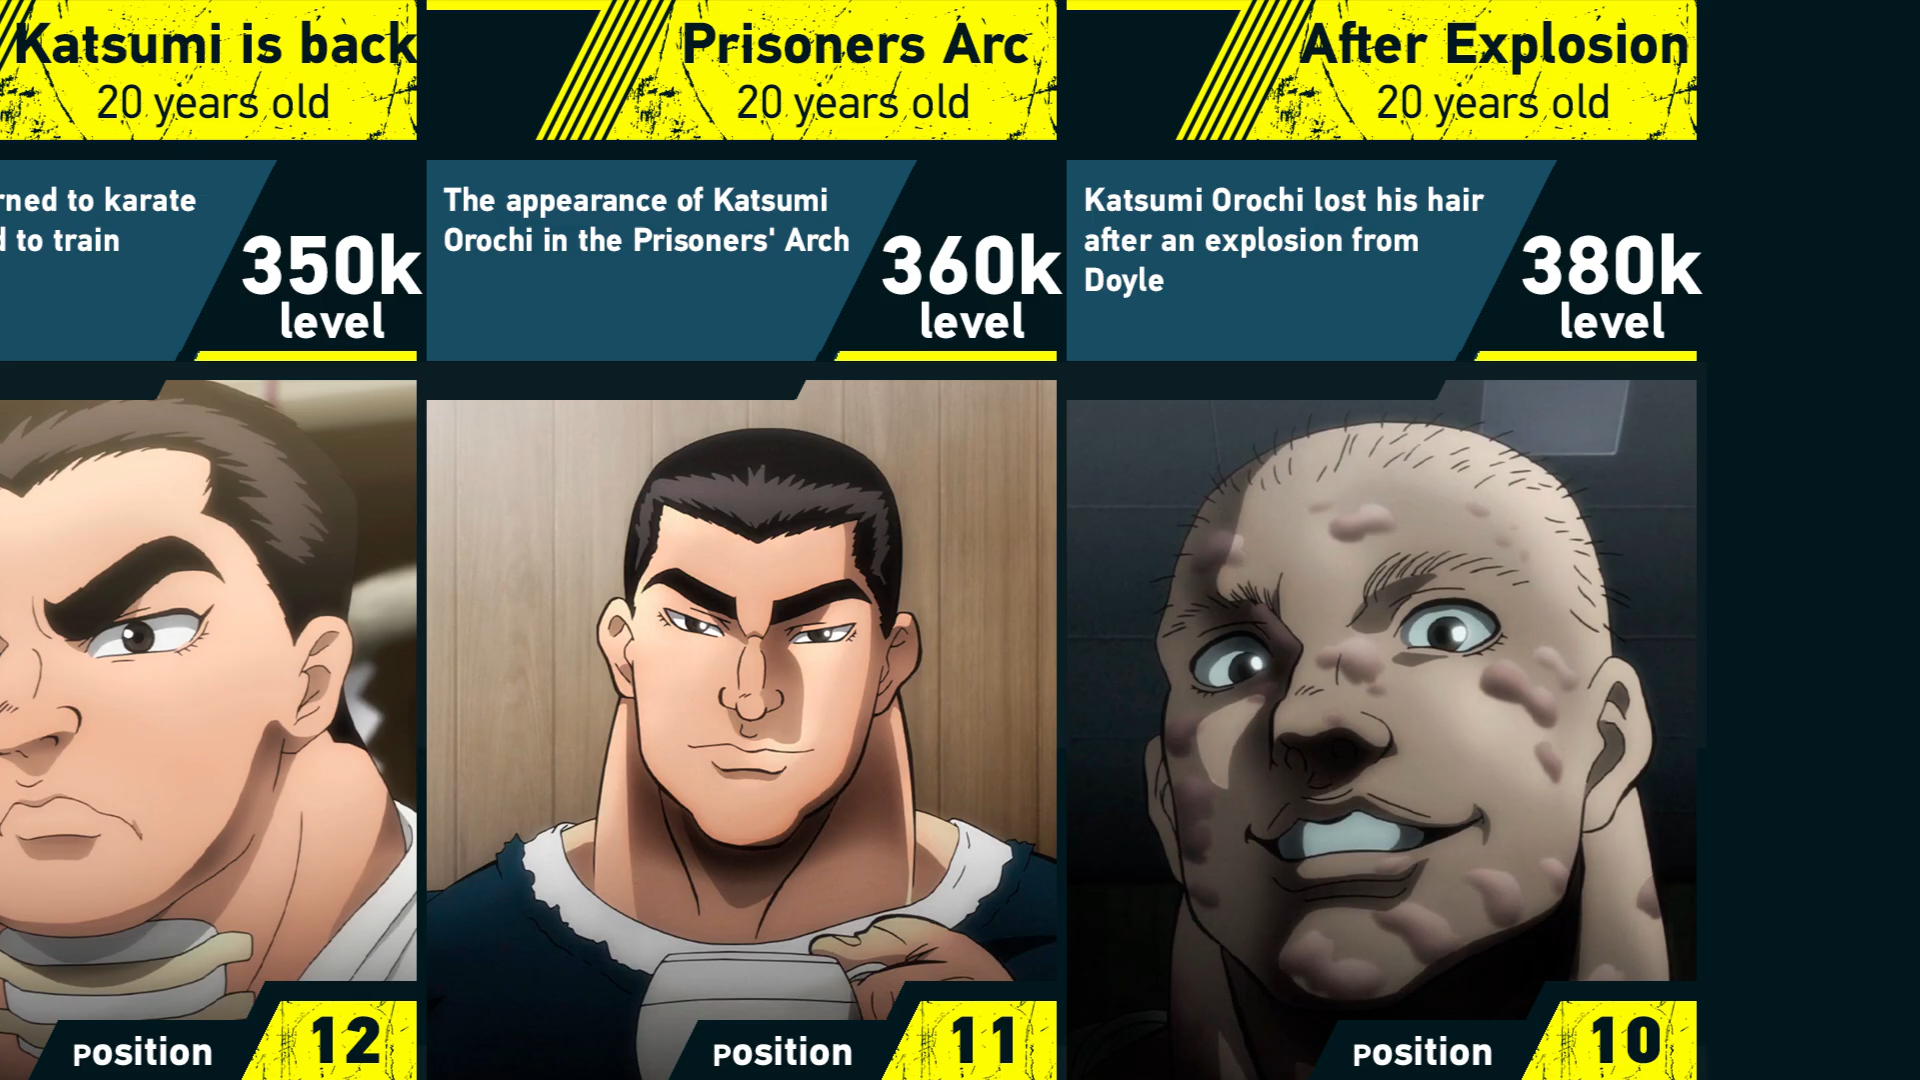 Katsumi is back
20 years old
rned to karate
d to train
350k
level
position
12
Prisoners Arc
20 years old
The appearance of Katsumi
Orochi in the Prisoners' Arch
360k
level
position
11
After Explosion
20 years old
Katsumi Orochi lost his hair
after an explosion from
Doyle
380k
level
position
10